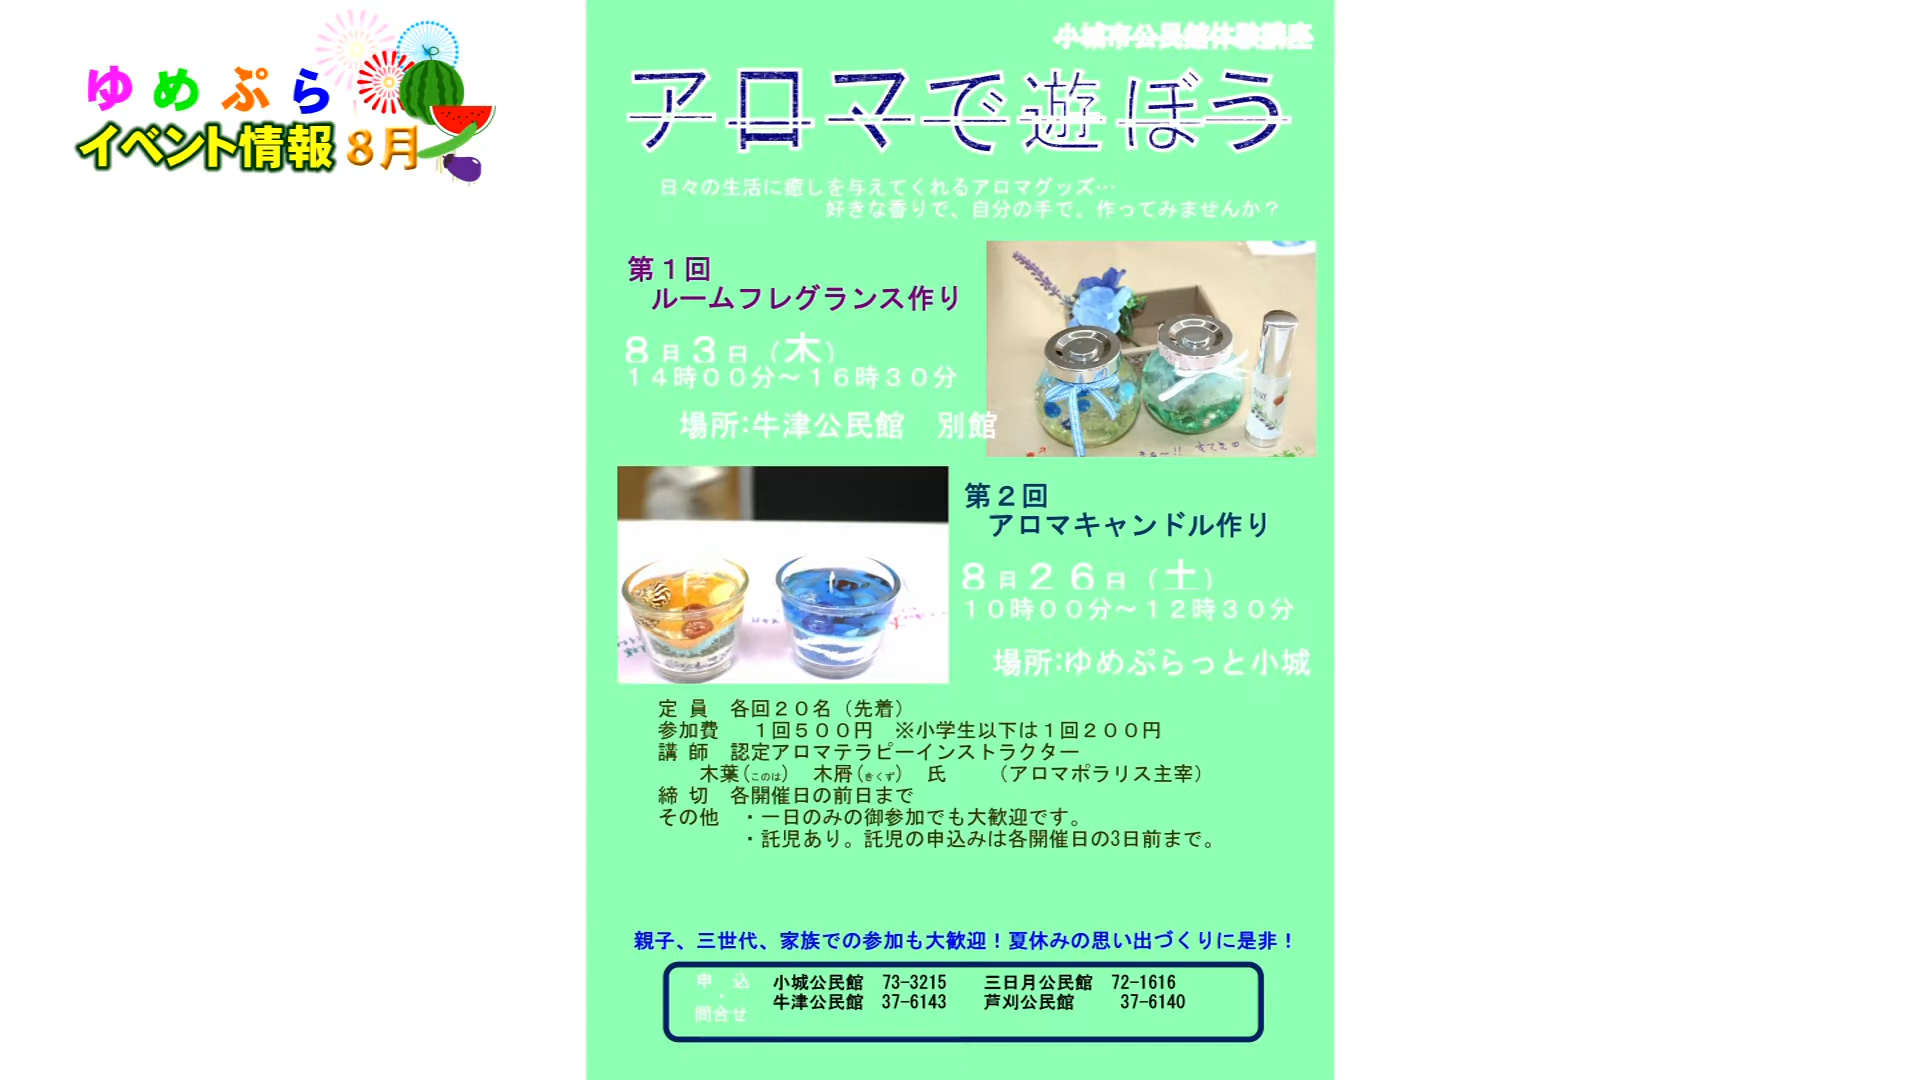 ゆめぷら
イベント情報 8月
小城市公民館体験講座
アロマで遊ぼう
日々の生活に癒しを与えてくれるアロマグッズ…
好きな香りで、自分の手で、作ってみませんか？
第１回
ルームフレグランス作り
８月３日（木）
１４時００分～１６時３０分
場所:牛津公民館　別館
第２回
アロマキャンドル作り
８月２６日（土）
１０時００分～１２時３０分
場所:ゆめぷらっと小城
定 員　各回２０名（先着）
参加費　１回５００円　※小学生以下は１回２００円
講 師　認定アロマテラピーインストラクター
木葉(このは)　木屑(きくず)　氏　　（アロマポラリス主宰）
締 切　各開催日の前日まで
その他　・一日のみの御参加でも大歓迎です。
・託児あり。託児の申込みは各開催日の3日前まで。
親子、三世代、家族での参加も大歓迎！夏休みの思い出づくりに是非！
申　込
・
問合せ
小城公民館　73-3215　　三日月公民館　72-1616
牛津公民館　37-6143　　芦刈公民館　　37-6140